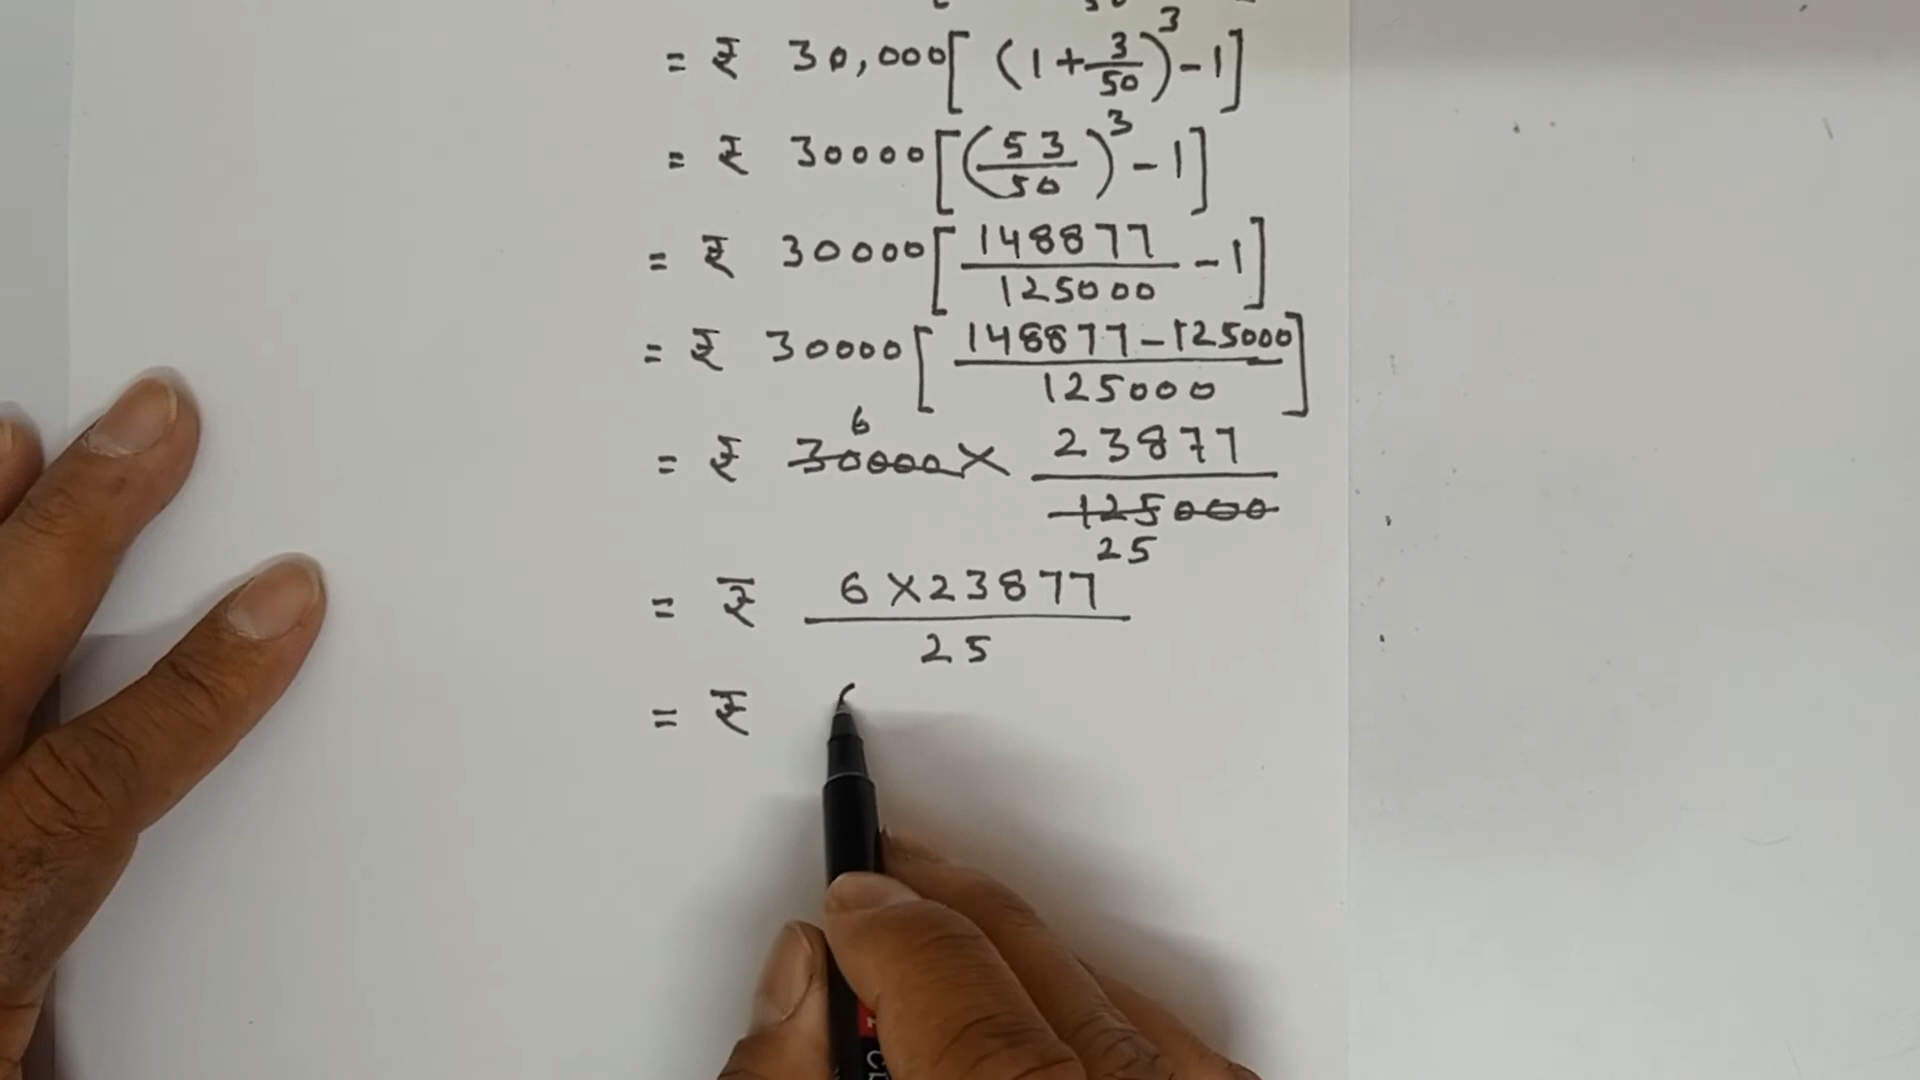 = ₹ 30,000[(1+3/50)³-1]
= ₹ 30000[(53/50)³-1]
= ₹ 30000[148877/125000-1]
= ₹ 30000[148877-125000/125000]
6
= ₹ 30000×23877/125000
25
= ₹ 6×23877/25
= ₹